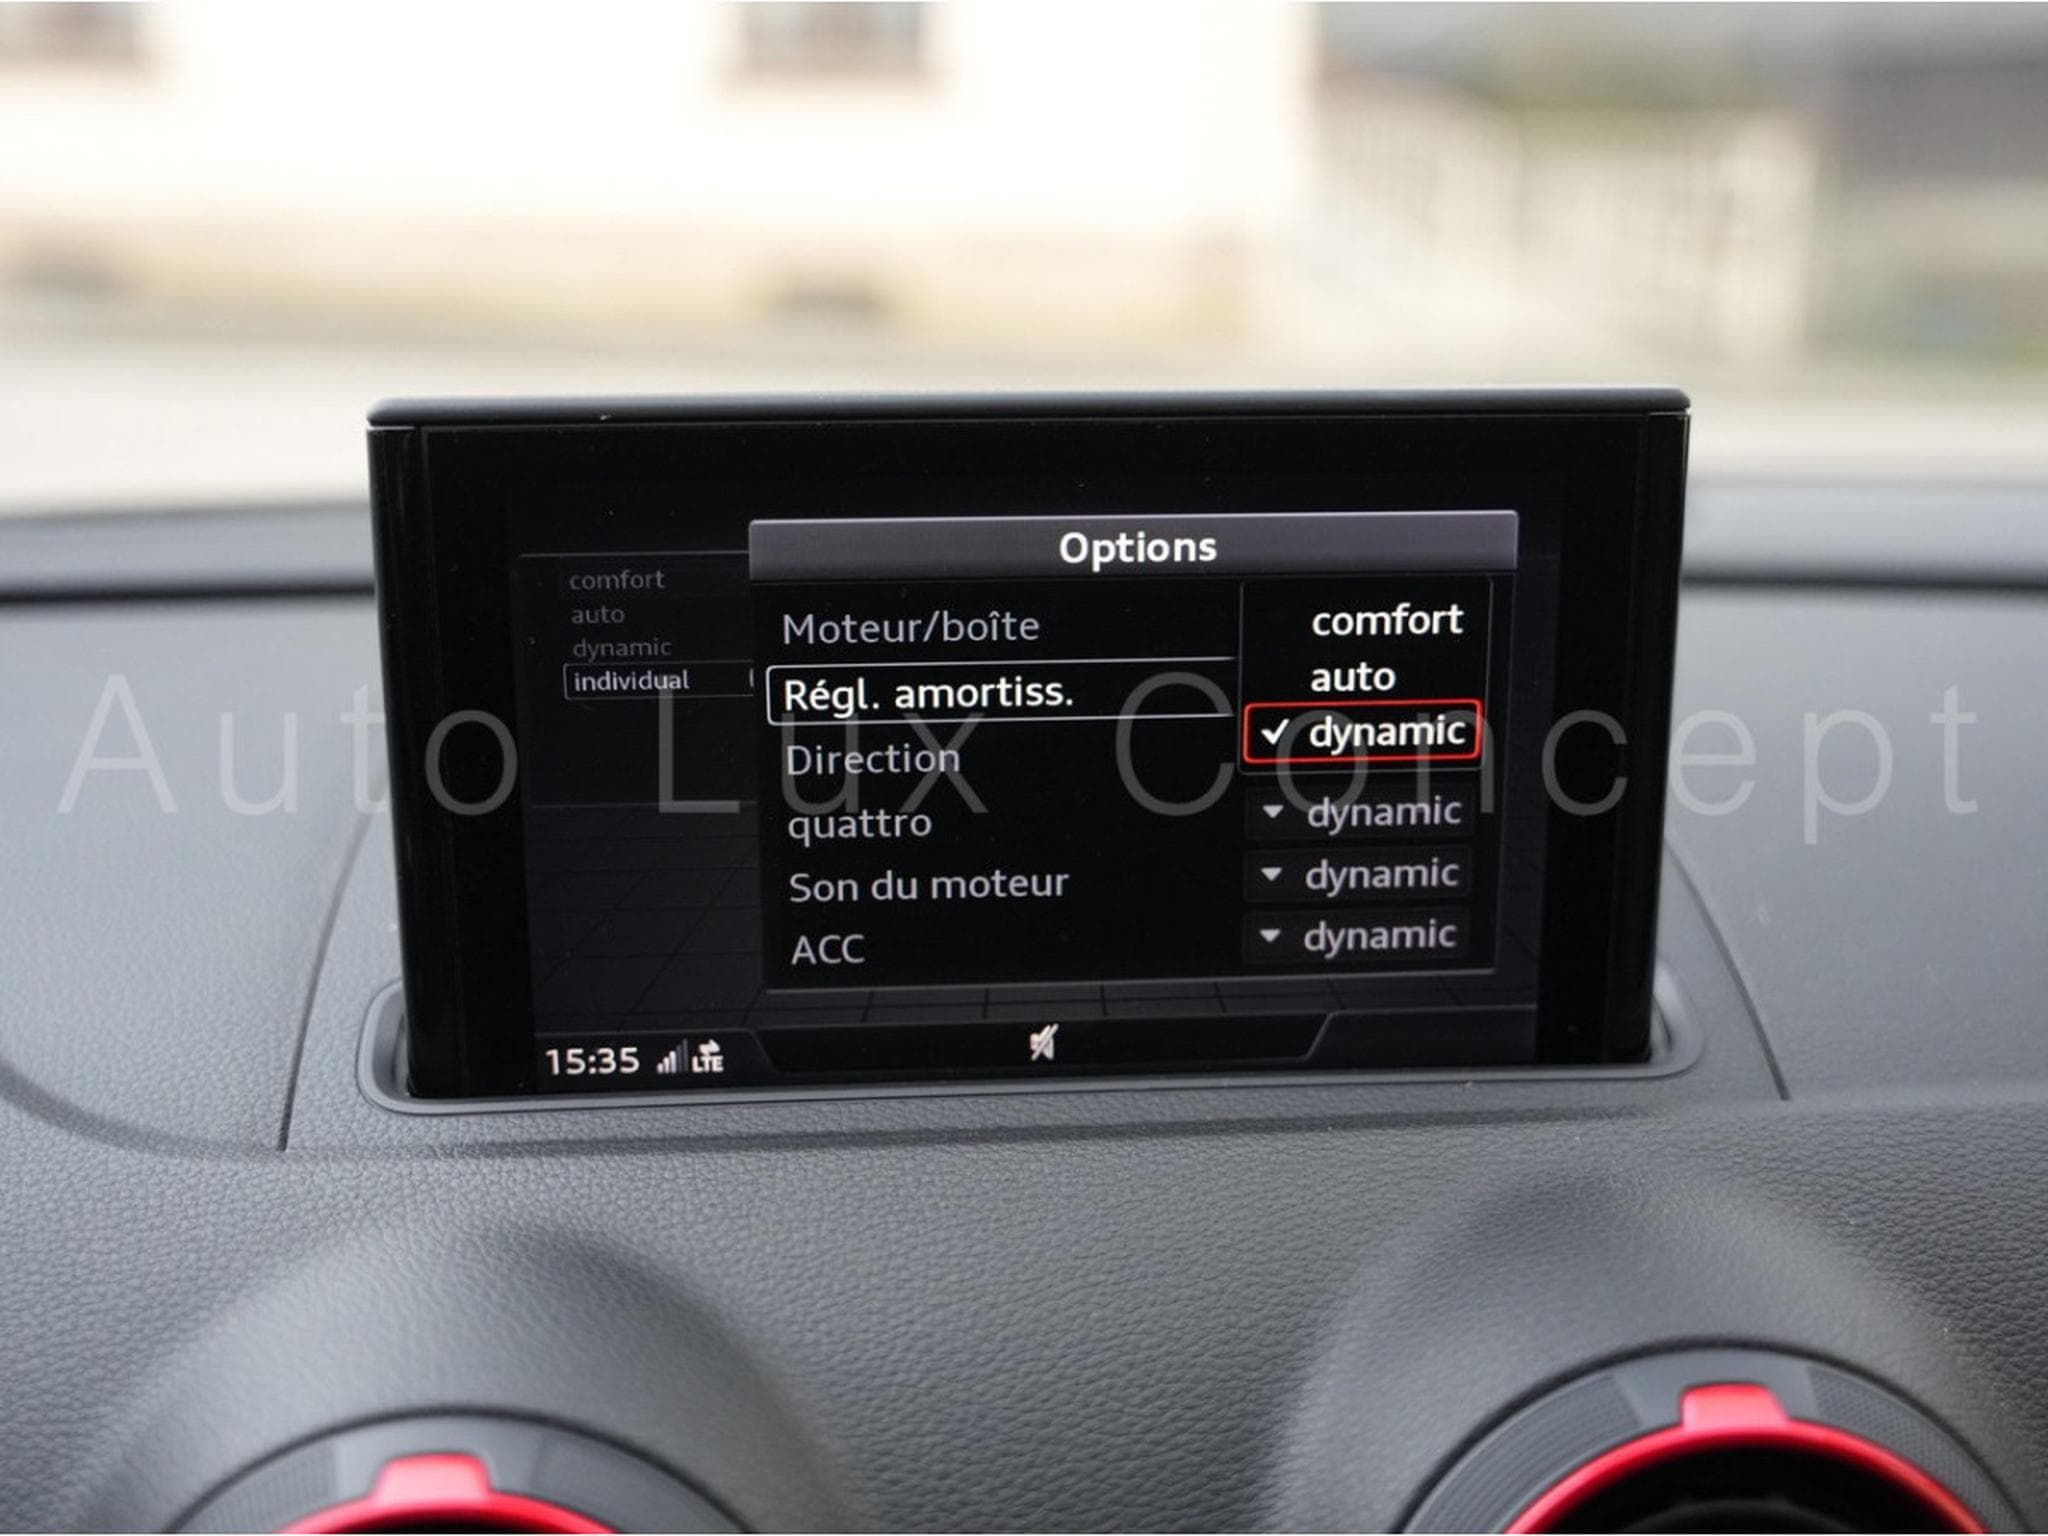 Options
comfort
auto
dynamic
individual
Moteur/boîte
Régl. amortiss.
Direction
quattro
Son du moteur
ACC
comfort
auto
✓ dynamic
dynamic
dynamic
dynamic
15:35 LTE
Auto Lux Concept